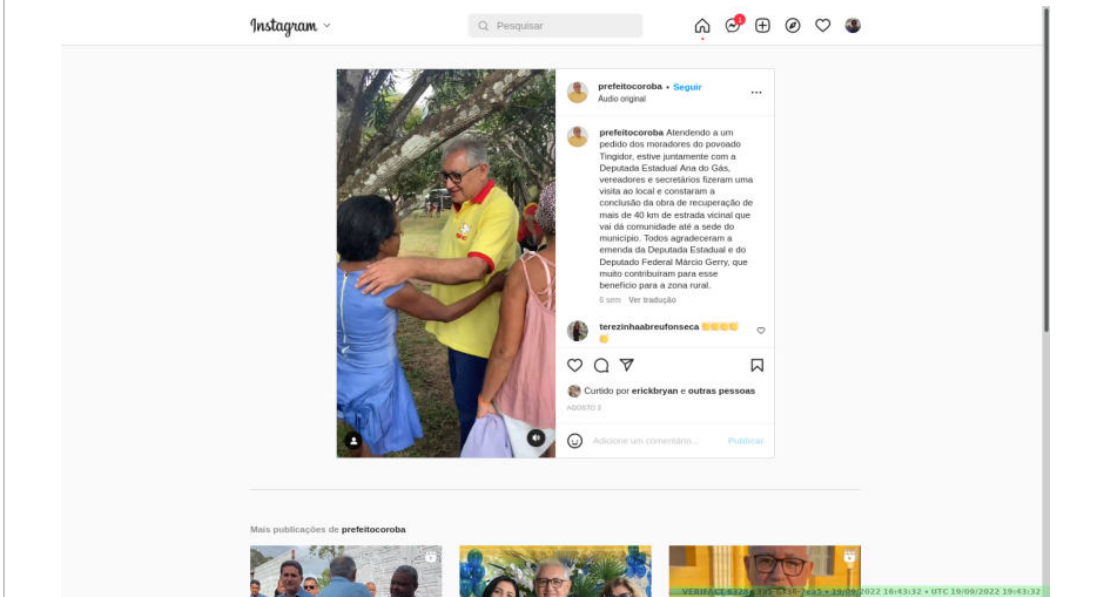 Instagram
Pesquisar
1
prefeitocoroba • Seguir
Áudio original
prefeitocoroba Atendendo a um
pedido dos moradores do povoado
Tingidor, estive juntamente com a
Deputada Estadual Ana do Gás,
vereadores e secretários fizeram uma
visita ao local e constaram a
conclusão da obra de recuperação de
mais de 40 km de estrada vicinal que
vai dá comunidade até a sede do
município. Todos agradeceram a
emenda da Deputada Estadual e do
Deputado Federal Márcio Gerry, que
muito contribuíram para esse
benefício para a zona rural.
6 sem Ver tradução
terezinhaabreufonseca 👏👏👏👏
👏
Curtido por erickbryan e outras pessoas
AGOSTO 8
Adicione um comentário... Publicar
Mais publicações de prefeitocoroba
16:43:32 • UTC 19/09/2022 19:43:32